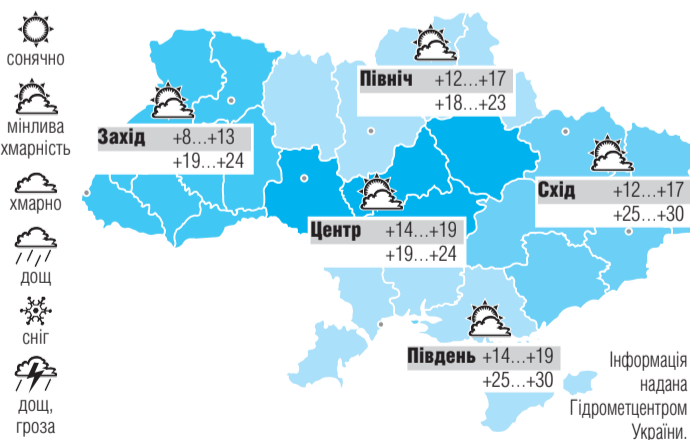 сонячно
мінлива
хмарність
хмарно
дощ
сніг
дощ,
гроза
Північ +12...+17
+18...+23
Захід +8...+13
+19...+24
Схід +12...+17
+25...+30
Центр +14...+19
+19...+24
Південь +14...+19
+25...+30
Інформація
надана
Гідрометцентром
України.